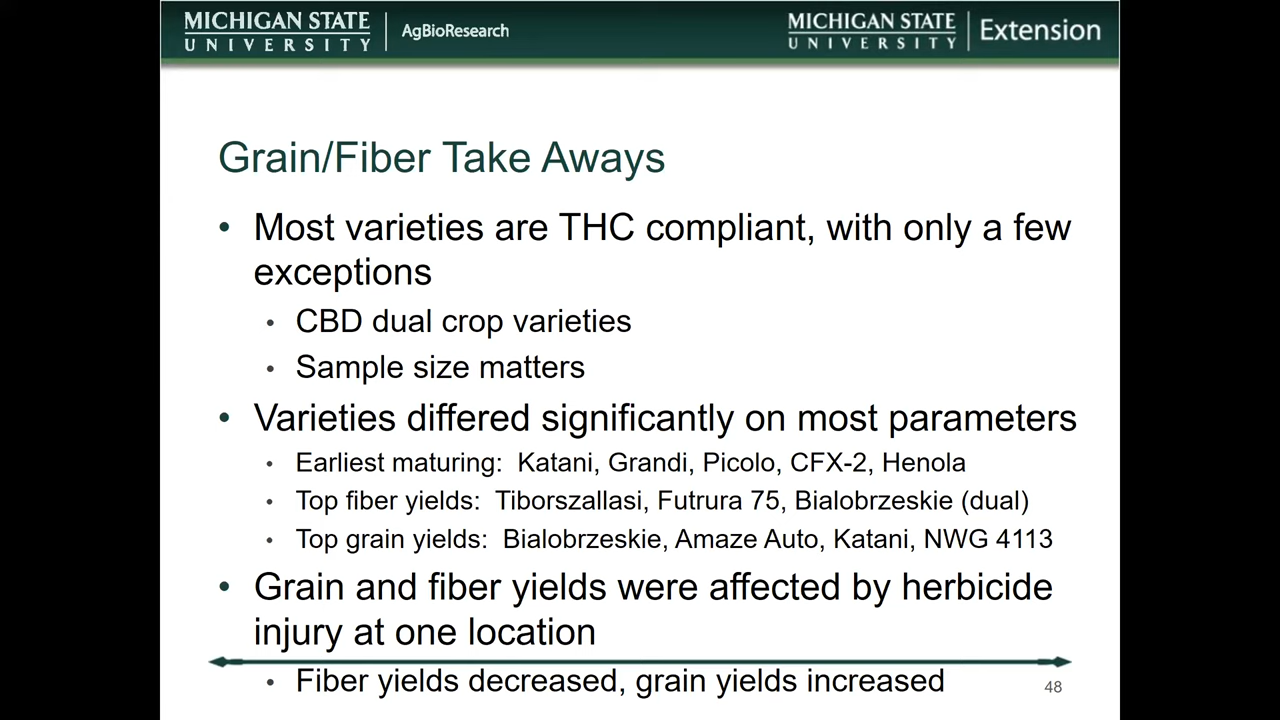 MICHIGAN STATE
UNIVERSITY
AgBioResearch
MICHIGAN STATE
UNIVERSITY
Extension
Grain/Fiber Take Aways
• Most varieties are THC compliant, with only a few
exceptions
• CBD dual crop varieties
• Sample size matters
• Varieties differed significantly on most parameters
• Earliest maturing: Katani, Grandi, Picolo, CFX-2, Henola
• Top fiber yields: Tiborszallasi, Futrura 75, Bialobrzeskie (dual)
• Top grain yields: Bialobrzeskie, Amaze Auto, Katani, NWG 4113
• Grain and fiber yields were affected by herbicide
injury at one location
• Fiber yields decreased, grain yields increased
48